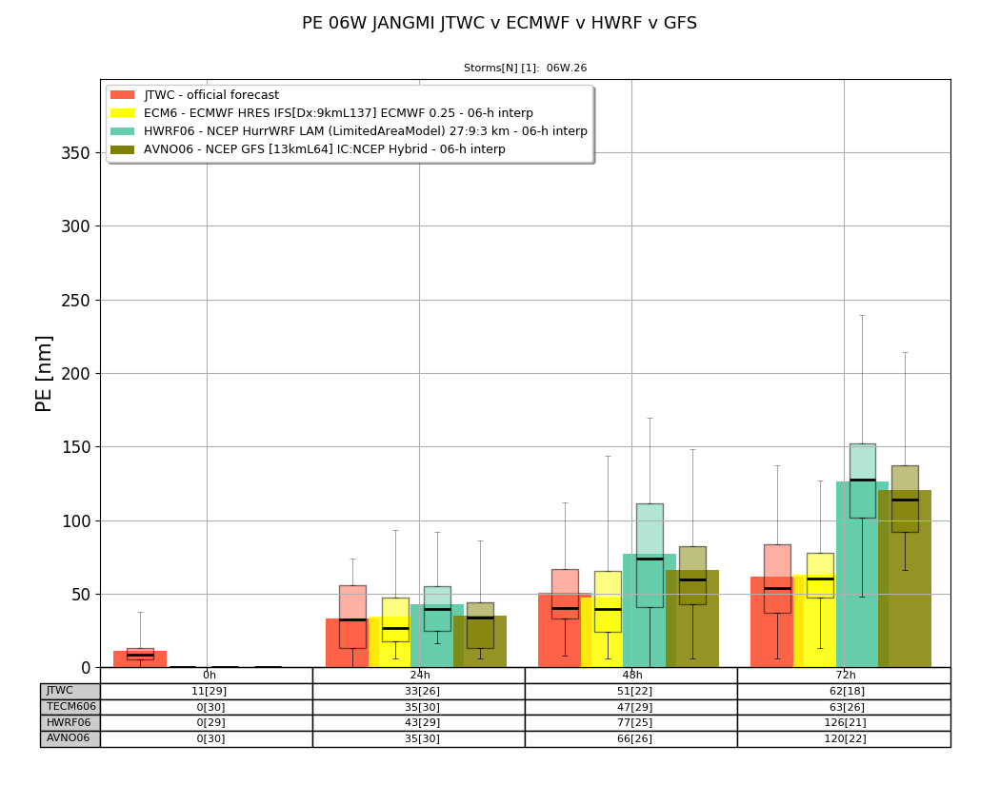 PE 06W JANGMI JTWC v ECMWF v HWRF v GFS
Storms[N] [1]:  06W.26
JTWC - official forecast
ECM6 - ECMWF HRES IFS[Dx:9kmL137] ECMWF 0.25 - 06-h interp
HWRF06 - NCEP HurrWRF LAM (LimitedAreaModel) 27:9:3 km - 06-h interp
AVNO06 - NCEP GFS [13kmL64] IC:NCEP Hybrid - 06-h interp
PE [nm]
350
300
250
200
150
100
50
0
0h 24h 48h 72h
JTWC 11[29] 33[26] 51[22] 62[18]
TECM606 0[30] 35[30] 47[29] 63[26]
HWRF06 0[29] 43[29] 77[25] 126[21]
AVNO06 0[30] 35[30] 66[26] 120[22]